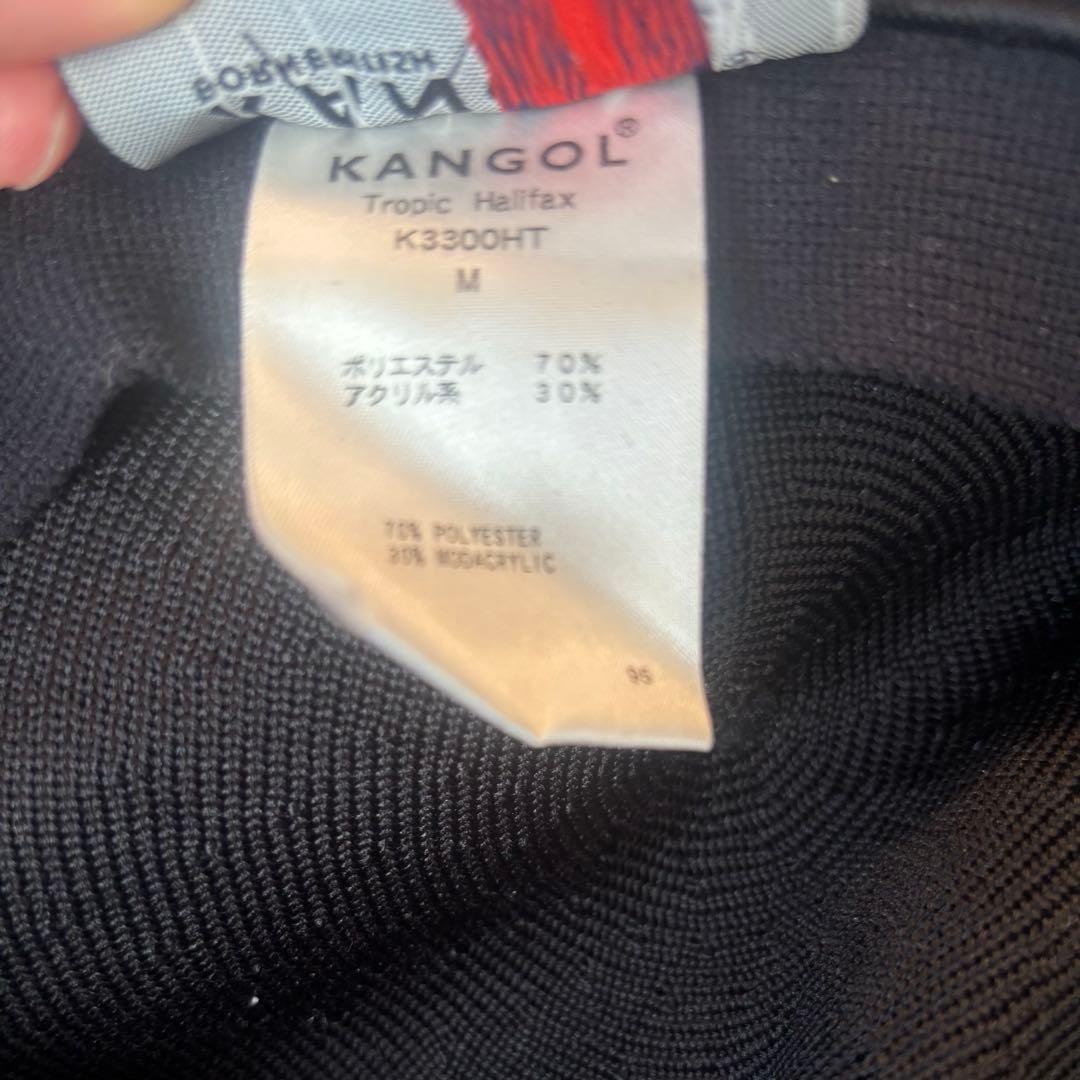 KANGOL®
Tropic Halifax
K3300HT
M
ポリエステル 70%
アクリル系 30%
70% POLYESTER
30% MODACRYLIC
95